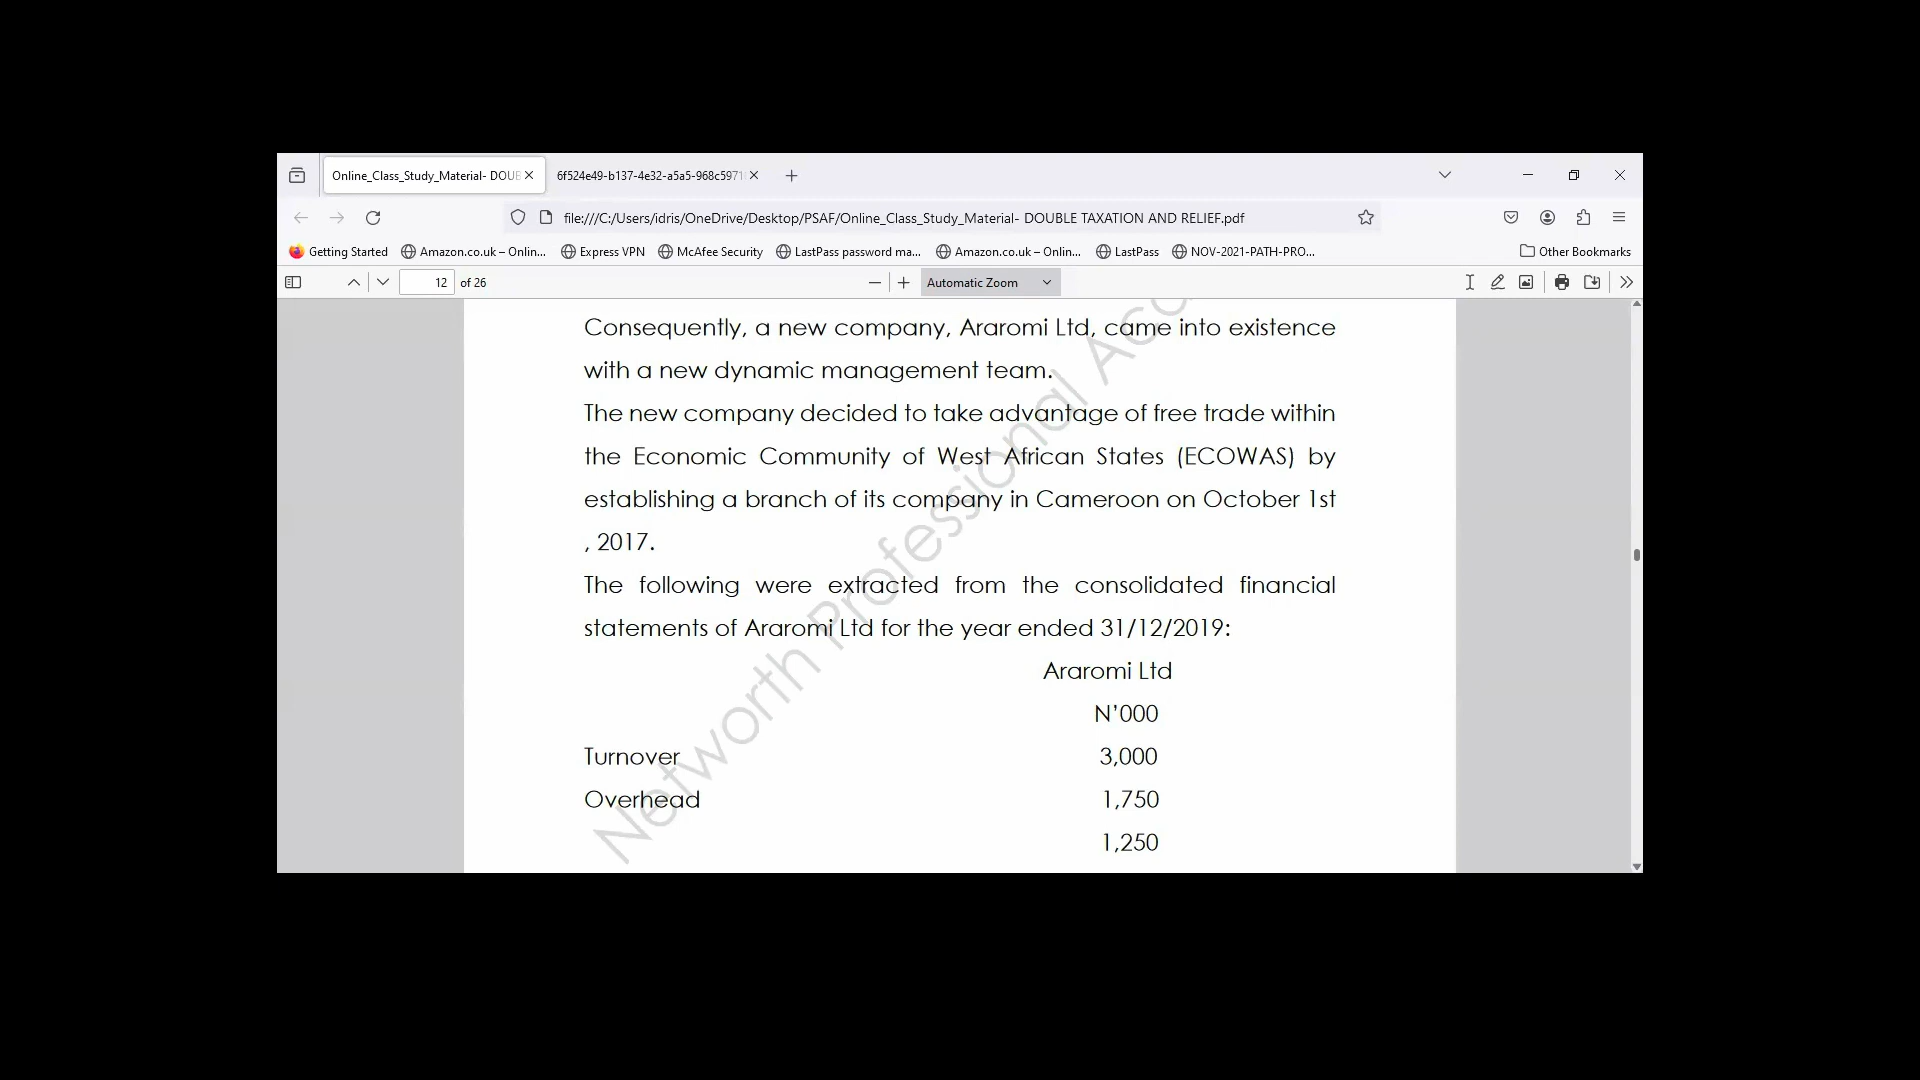 Online_Class_Study_Material- DOUB
6f524e49-b137-4e32-a5a5-968c5971
file:///C:/Users/idris/OneDrive/Desktop/PSAF/Online_Class_Study_Material- DOUBLE TAXATION AND RELIEF.pdf
Getting Started Amazon.co.uk – Onlin... Express VPN McAfee Security LastPass password ma... Amazon.co.uk – Onlin... LastPass NOV-2021-PATH-PRO... Other Bookmarks
12 of 26 Automatic Zoom
Consequently, a new company, Araromi Ltd, came into existence
with a new dynamic management team.
The new company decided to take advantage of free trade within
the Economic Community of West African States (ECOWAS) by
establishing a branch of its company in Cameroon on October 1st
, 2017.
The following were extracted from the consolidated financial
statements of Araromi Ltd for the year ended 31/12/2019:
Araromi Ltd
N'000
Turnover 3,000
Overhead 1,750
1,250
Networth Professional Acc